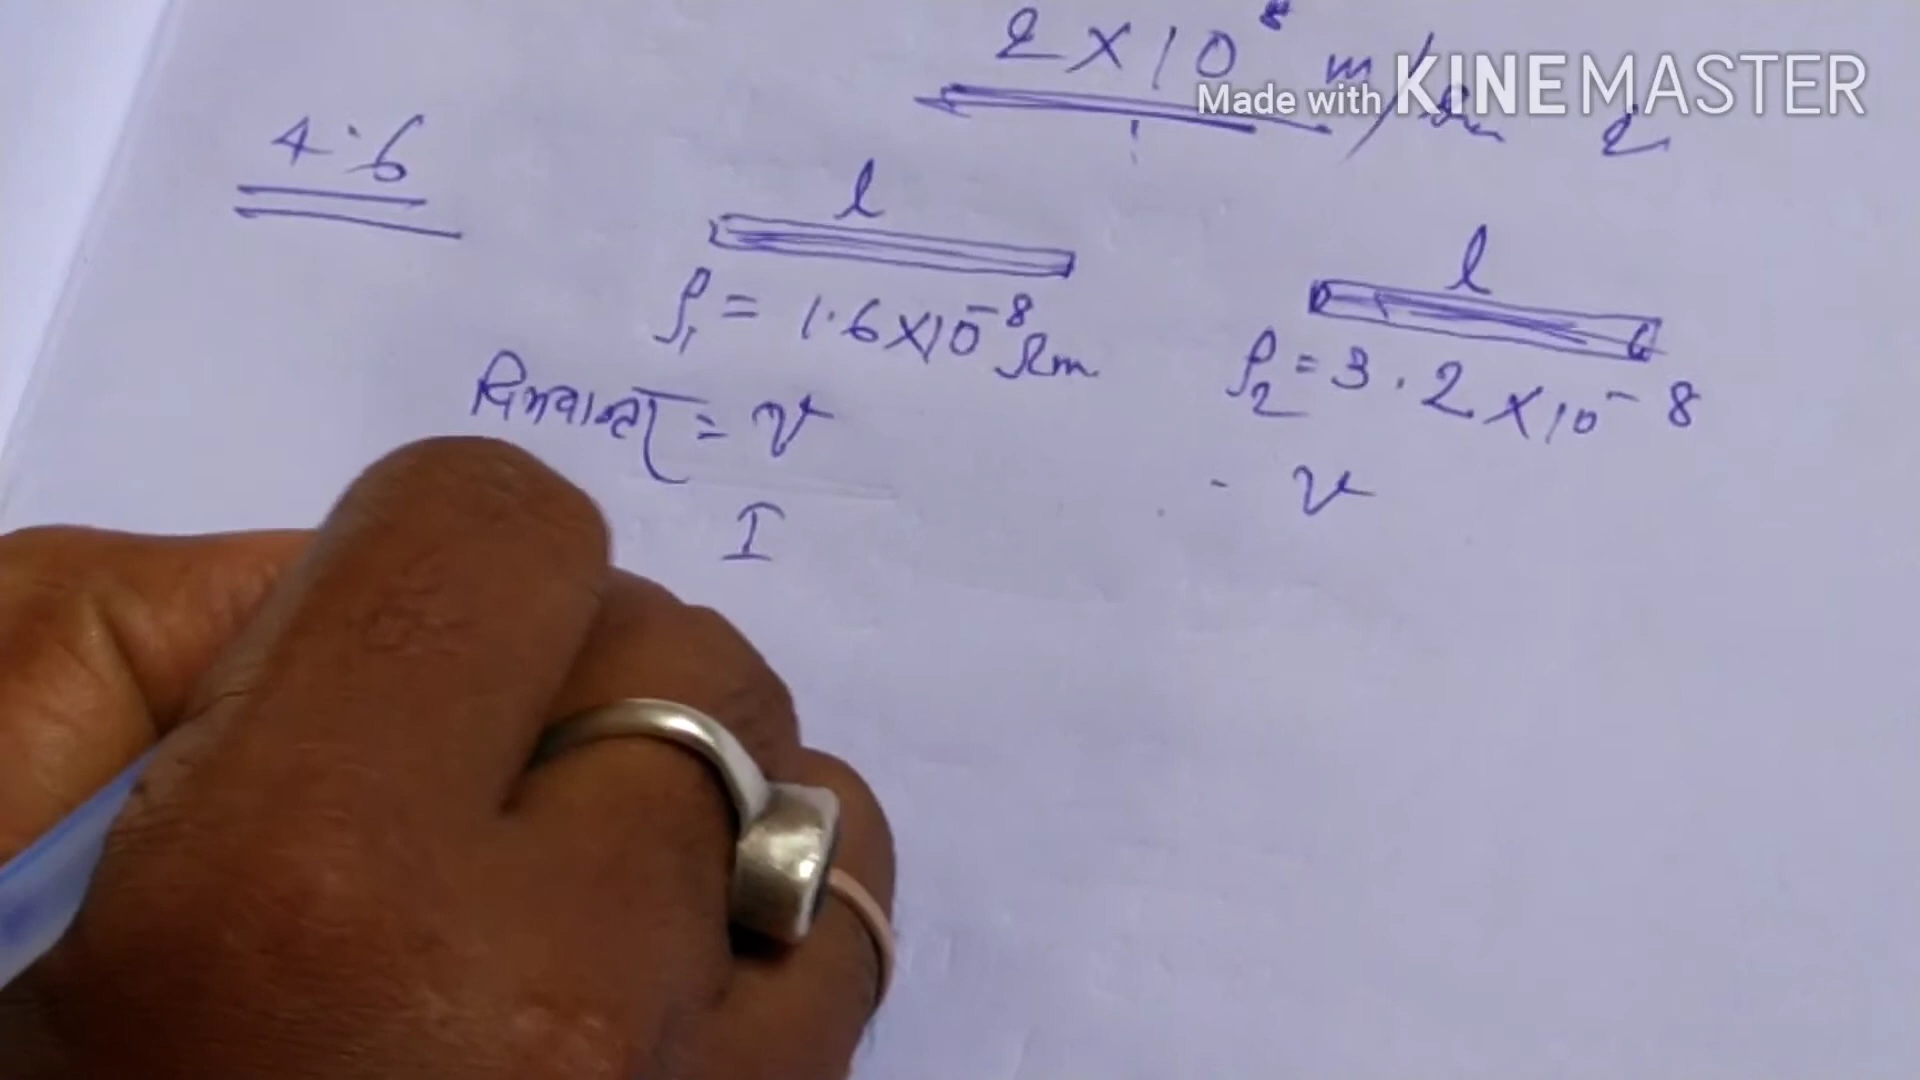 2 × 10⁸ m/
Made with KINEMASTER
4.6
l
l
ρ₁ = 1.6×10⁻⁸ Ωm
ρ₂ = 3.2 × 10⁻⁸
विभवान्तर = V
V
I